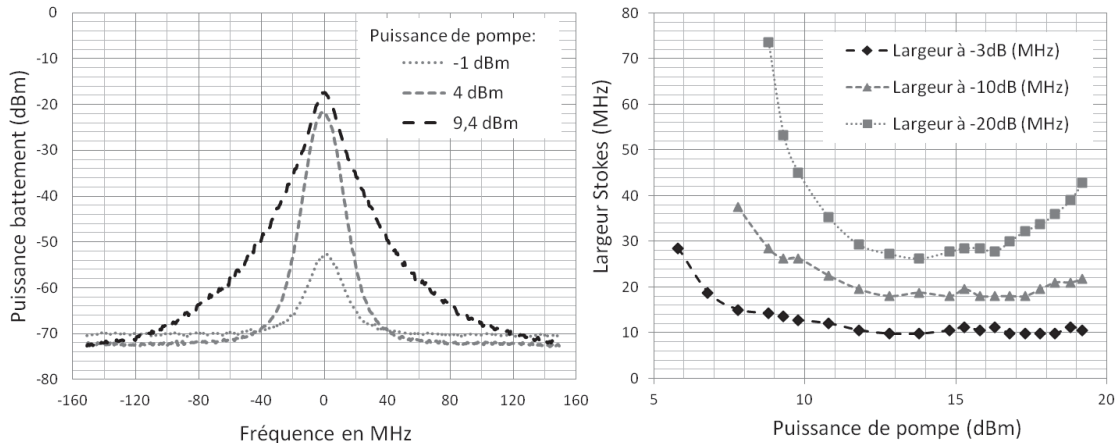 Puissance battement (dBm)
0
-10
-20
-30
-40
-50
-60
-70
-80
-160 -120 -80 -40 0 40 80 120 160
Fréquence en MHz
Puissance de pompe:
-1 dBm
4 dBm
9,4 dBm
Largeur Stokes (MHz)
80
70
60
50
40
30
20
10
0
5 10 15 20
Puissance de pompe (dBm)
Largeur à -3dB (MHz)
Largeur à -10dB (MHz)
Largeur à -20dB (MHz)